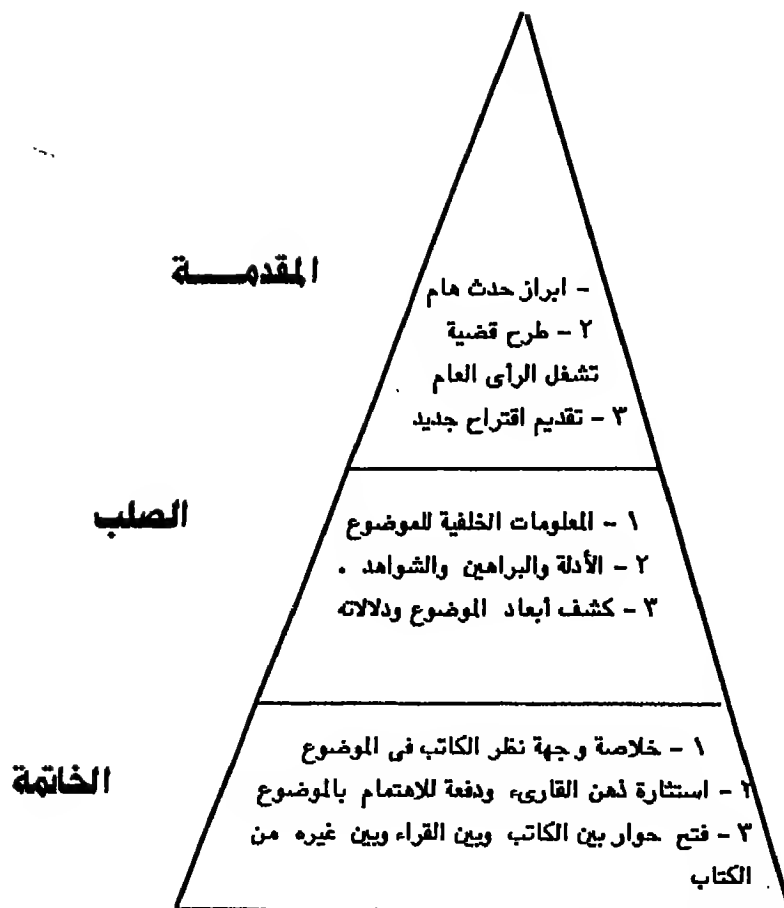 المقدمـــــة
- ابراز حدث هام
٢ - طرح قضية
تشغل الرأى العام
٣ - تقديم اقتراح جديد
الصلب
١ - المعلومات الخلفية للموضوع
٢ - الأدلة والبراهين والشواهد .
٣ - كشف أبعاد الموضوع ودلالاته
الخاتمة
١ - خلاصة وجهة نظر الكاتب فى الموضوع
٢ - استثارة ذهن القارىء ودفعة للاهتمام بالموضوع
٣ - فتح حوار بين الكاتب وبين القراء وبين غيره من
الكتاب